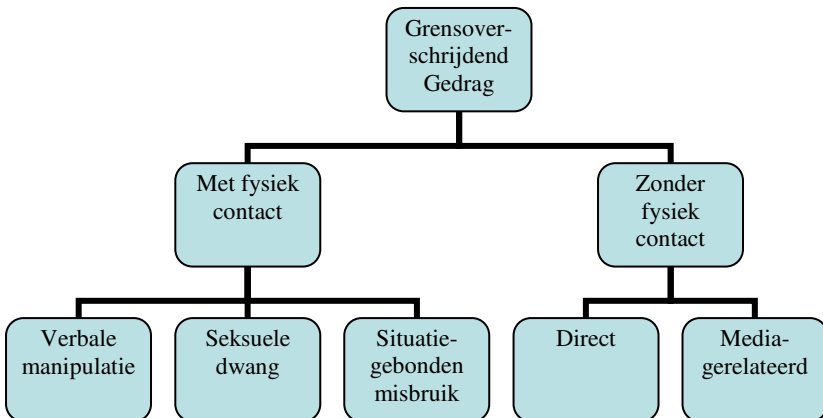 Grensover-
schrijdend
Gedrag
Met fysiek
contact
Zonder
fysiek
contact
Verbale
manipulatie
Seksuele
dwang
Situatie-
gebonden
misbruik
Direct
Media-
gerelateerd